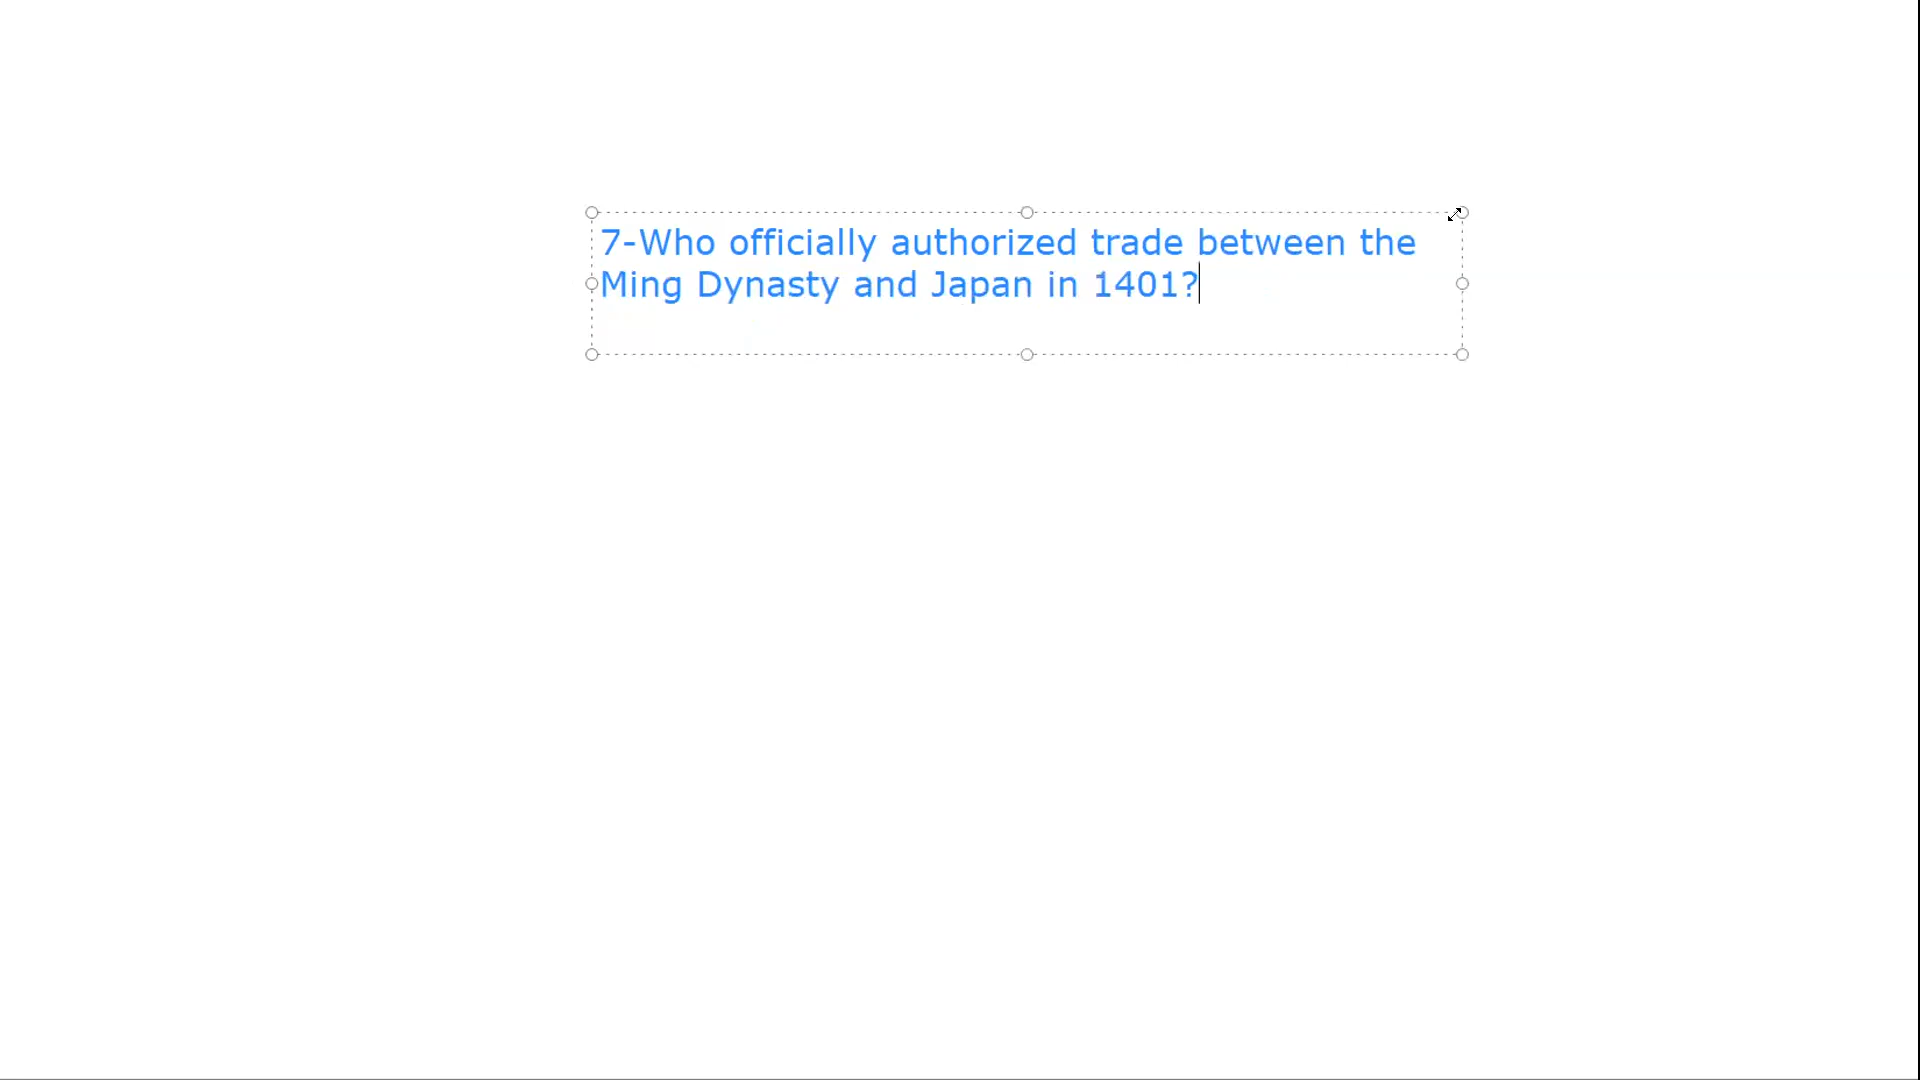 7-Who officially authorized trade between the
Ming Dynasty and Japan in 1401?